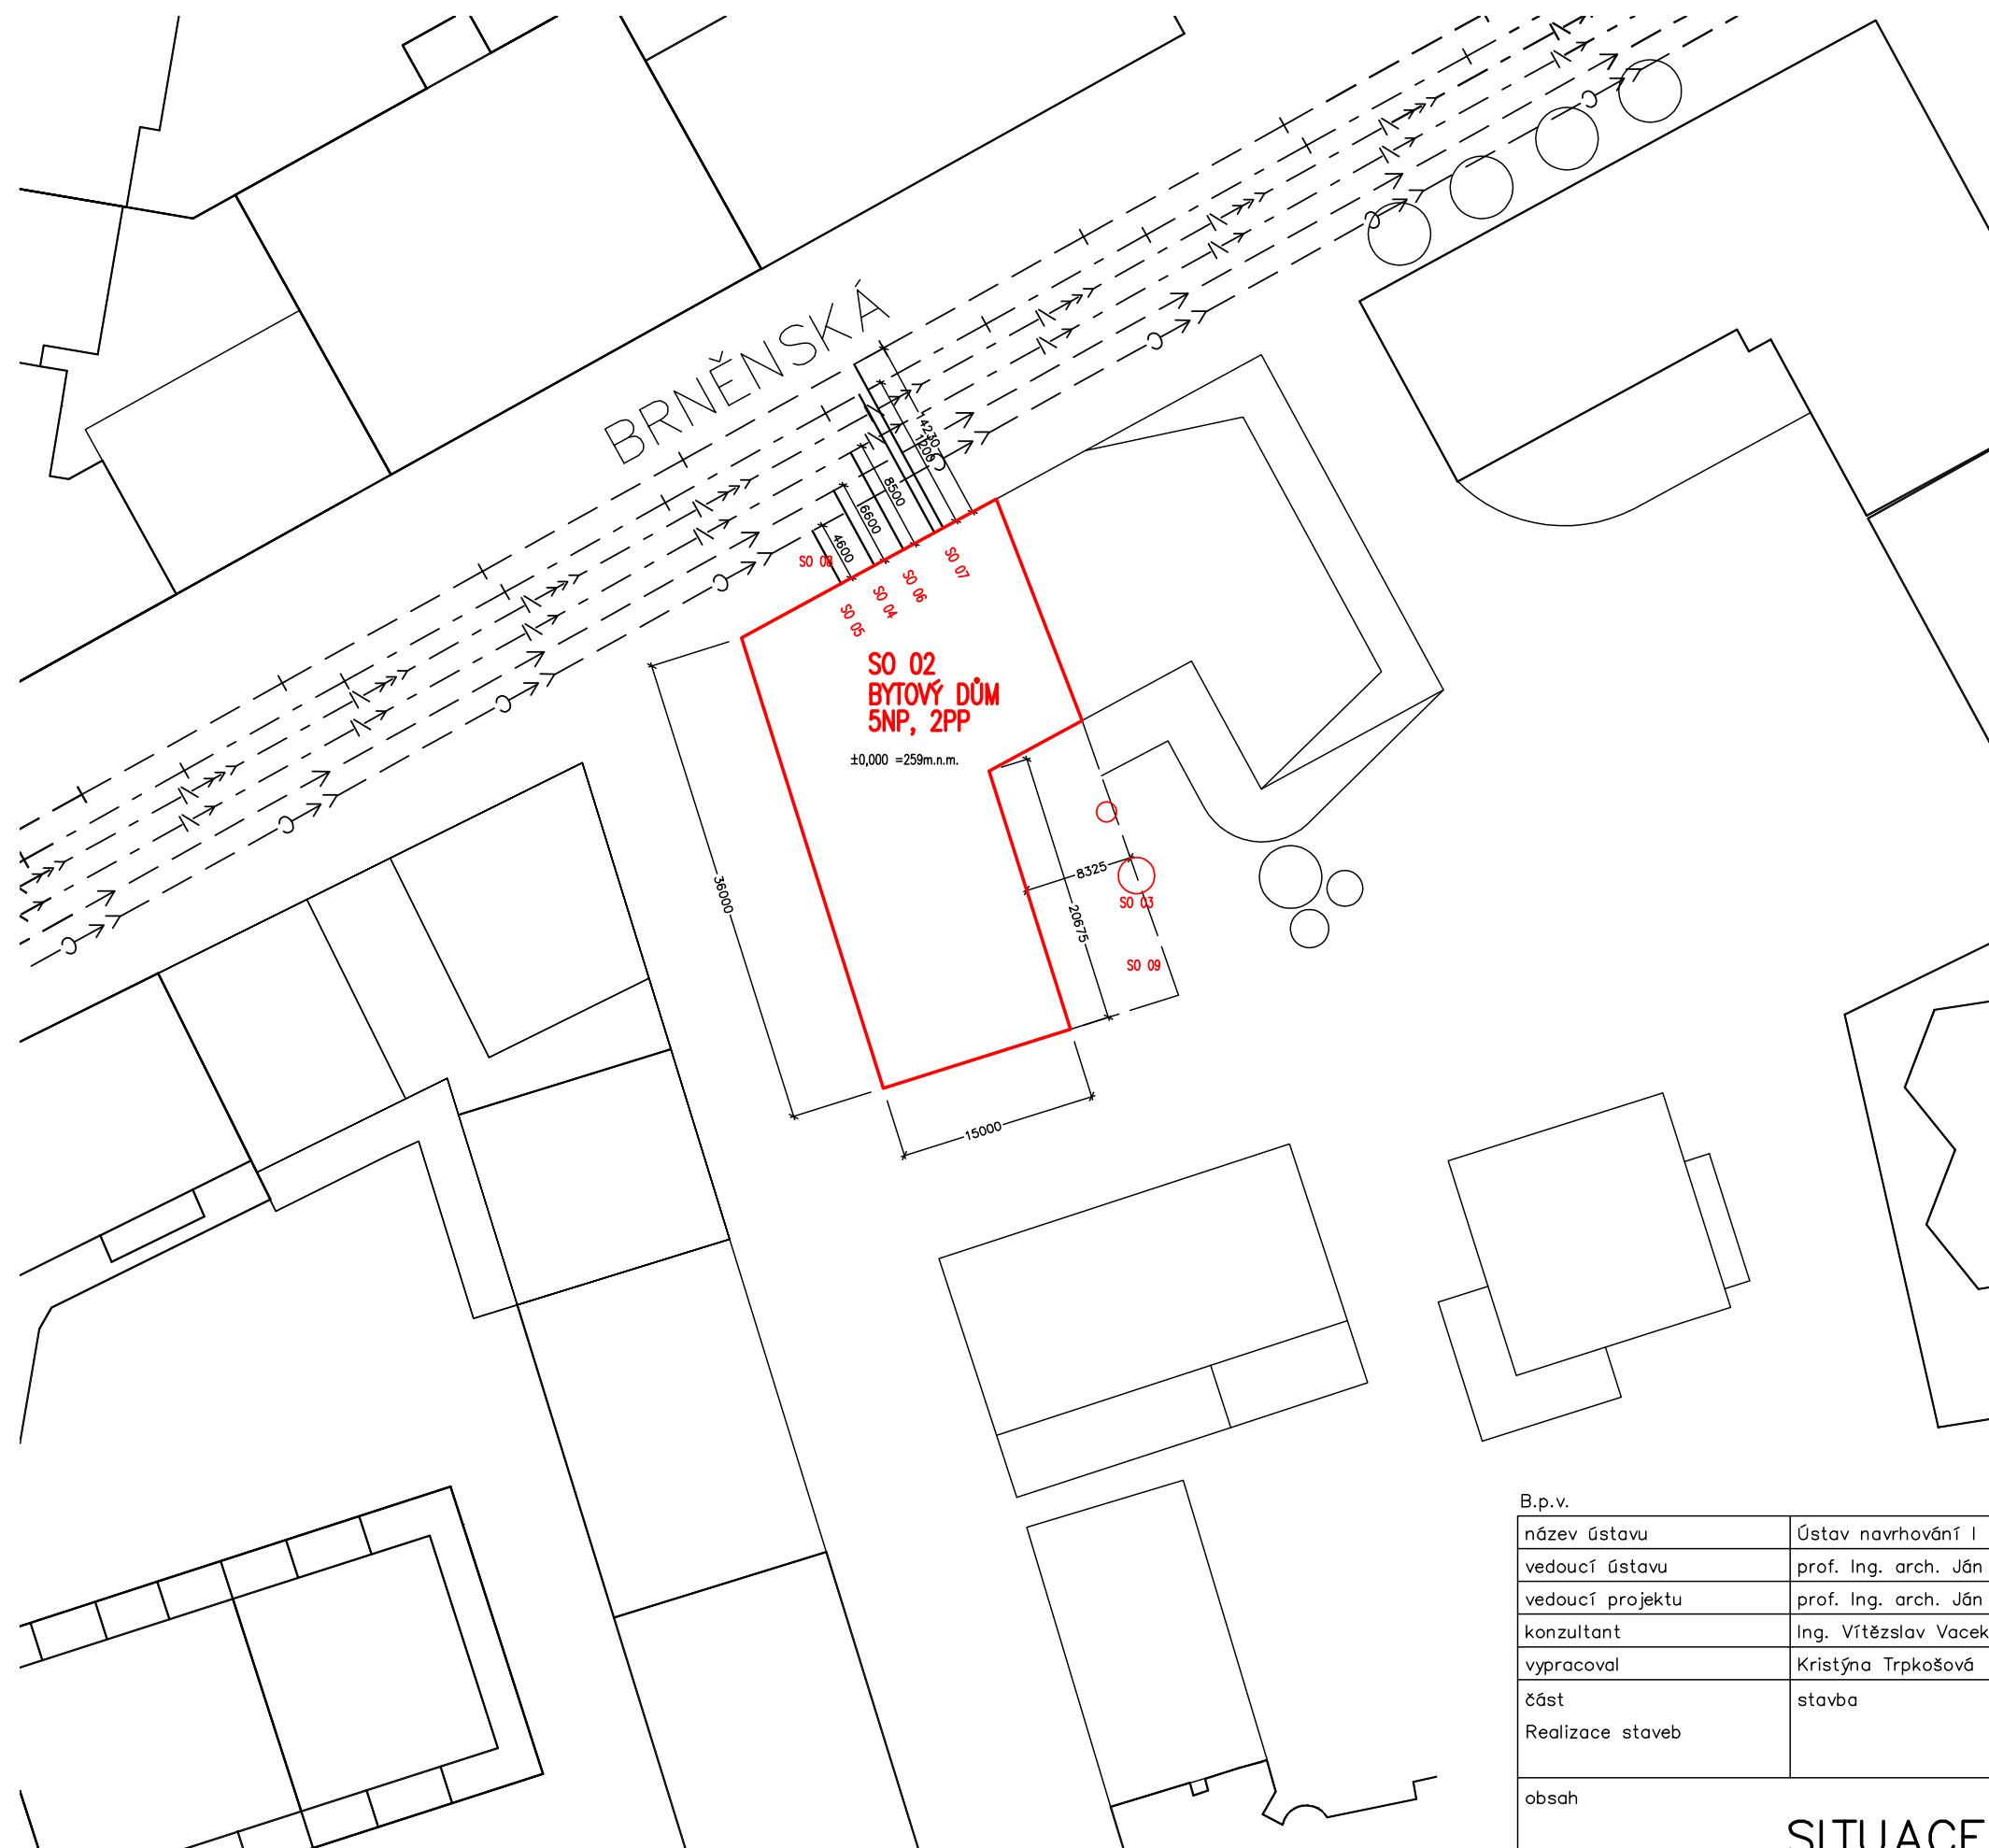 BRNĚNSKÁ
14230
1200
8500
6600
4600
SO 08
SO 07
SO 06
SO 04
SO 05
SO 02
BYTOVÝ DŮM
5NP, 2PP
±0,000 =259m.n.m.
36000
8325
20675
SO 03
SO 09
15000
B.p.v.
název ústavu Ústav navrhování I
vedoucí ústavu prof. Ing. arch. Ján
vedoucí projektu prof. Ing. arch. Ján
konzultant Ing. Vítězslav Vacek
vypracoval Kristýna Trpkošová
část stavba
Realizace staveb
obsah
SITUACE